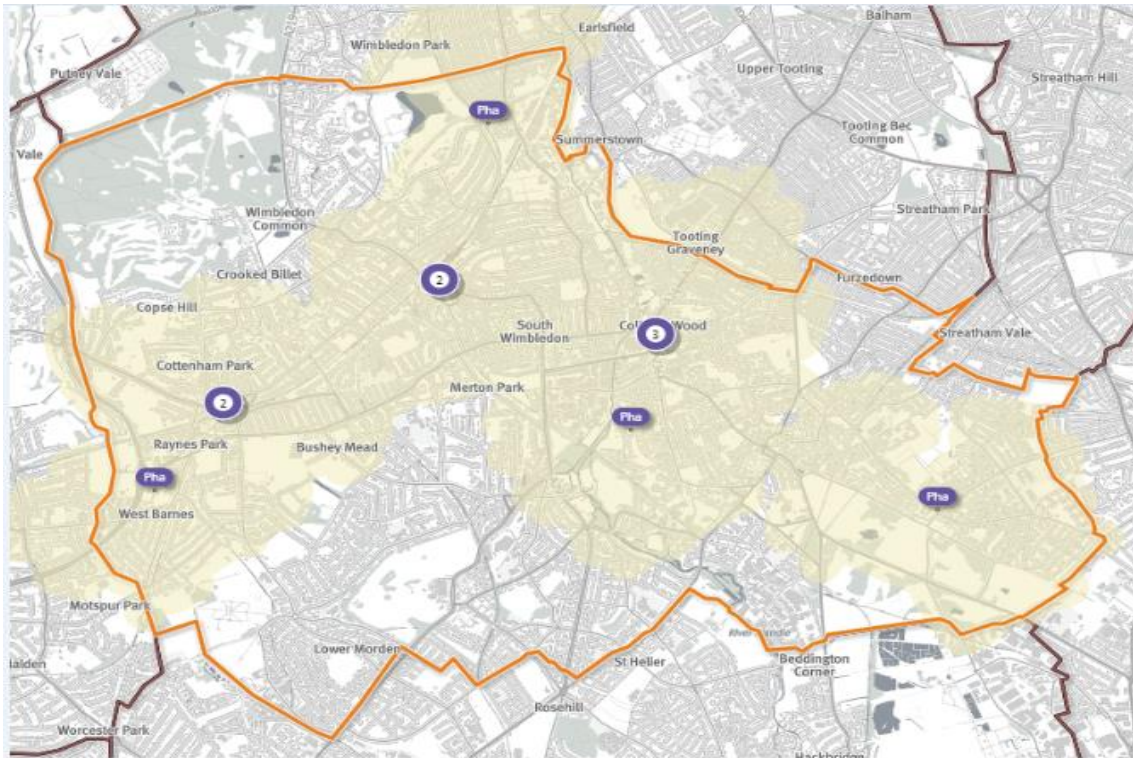 Earlsfield
Balham
Wimbledon Park
Putney Vale
Upper Tooting
Streatham Hill
Pha
Tooting Bec
Common
Summerstown
Vale
Streatham Park
Wimbledon
Common
Tooting
Graveney
Crooked Billet
Furzedown
2
Copse Hill
South
Wimbledon
3
Streatham Vale
Cottenham Park
Merton Park
2
Pha
Raynes Park
Bushey Mead
Pha
Pha
West Barnes
Motspur Park
Lower Morden
St Helier
Beddington
Corner
Rosehill
Worcester Park